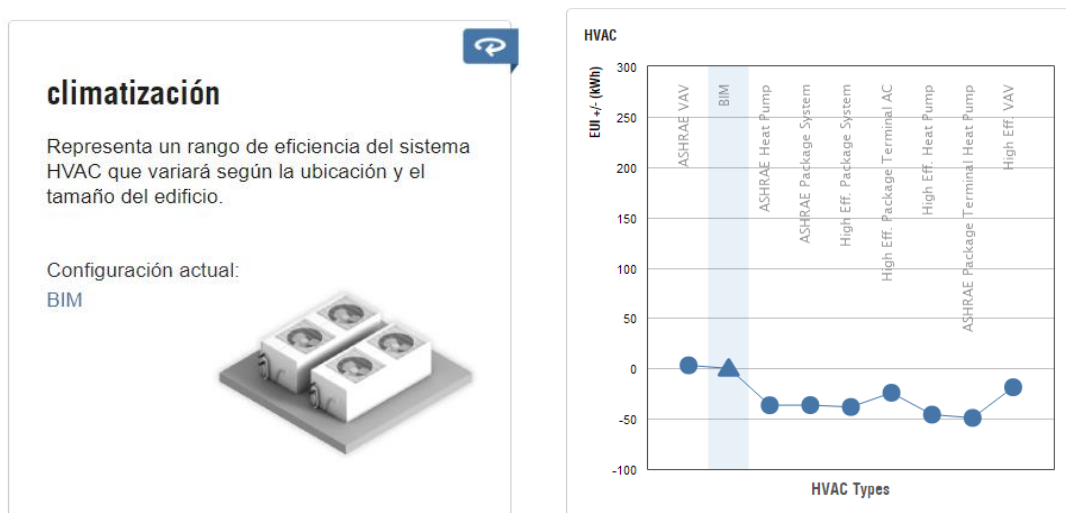 climatización
Representa un rango de eficiencia del sistema
HVAC que variará según la ubicación y el
tamaño del edificio.
Configuración actual:
BIM
HVAC
EUI +/- (kWh)
300
250
200
150
100
50
0
-50
-100
ASHRAE VAV
BIM
ASHRAE Heat Pump
ASHRAE Package System
High Eff. Package System
High Eff. Package Terminal AC
High Eff. Heat Pump
ASHRAE Package Terminal Heat Pump
High Eff. VAV
HVAC Types